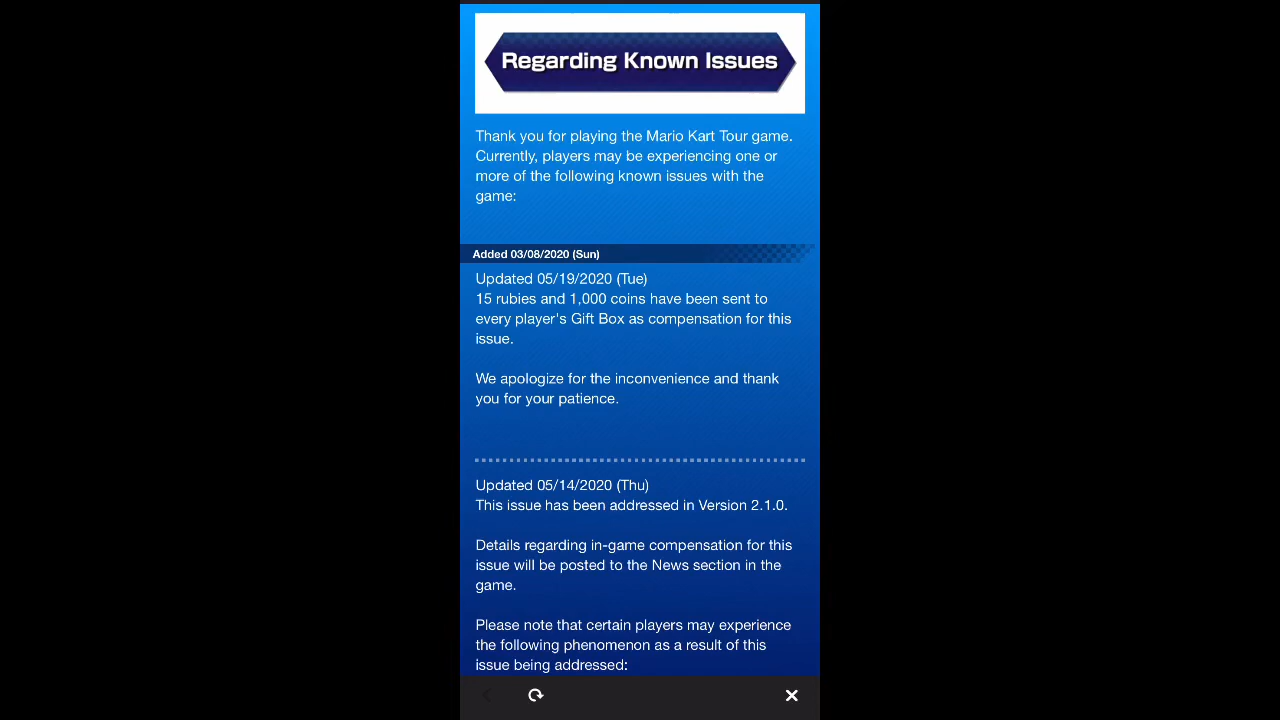 Regarding Known Issues
Thank you for playing the Mario Kart Tour game.
Currently, players may be experiencing one or
more of the following known issues with the
game:
Added 03/08/2020 (Sun)
Updated 05/19/2020 (Tue)
15 rubies and 1,000 coins have been sent to
every player's Gift Box as compensation for this
issue.
We apologize for the inconvenience and thank
you for your patience.
Updated 05/14/2020 (Thu)
This issue has been addressed in Version 2.1.0.
Details regarding in-game compensation for this
issue will be posted to the News section in the
game.
Please note that certain players may experience
the following phenomenon as a result of this
issue being addressed: